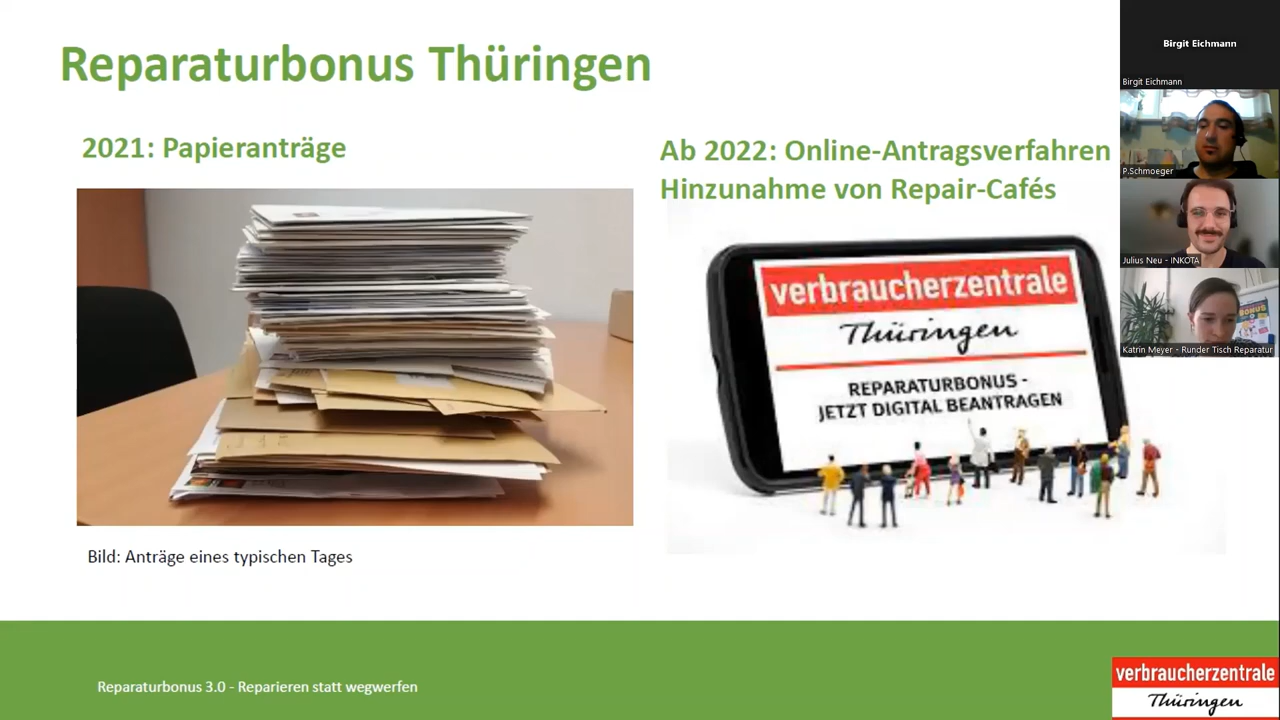 Reparaturbonus Thüringen
2021: Papieranträge
Bild: Anträge eines typischen Tages
Ab 2022: Online-Antragsverfahren
Hinzunahme von Repair-Cafés
verbraucherzentrale
Thüringen
REPARATURBONUS -
JETZT DIGITAL BEANTRAGEN
Reparaturbonus 3.0 - Reparieren statt wegwerfen
verbraucherzentrale
Thüringen
Birgit Eichmann
Birgit Eichmann
P.Schmoeger
Julius Neu - INKOTA
BONUS
Katrin Meyer - Runder Tisch Reparatur